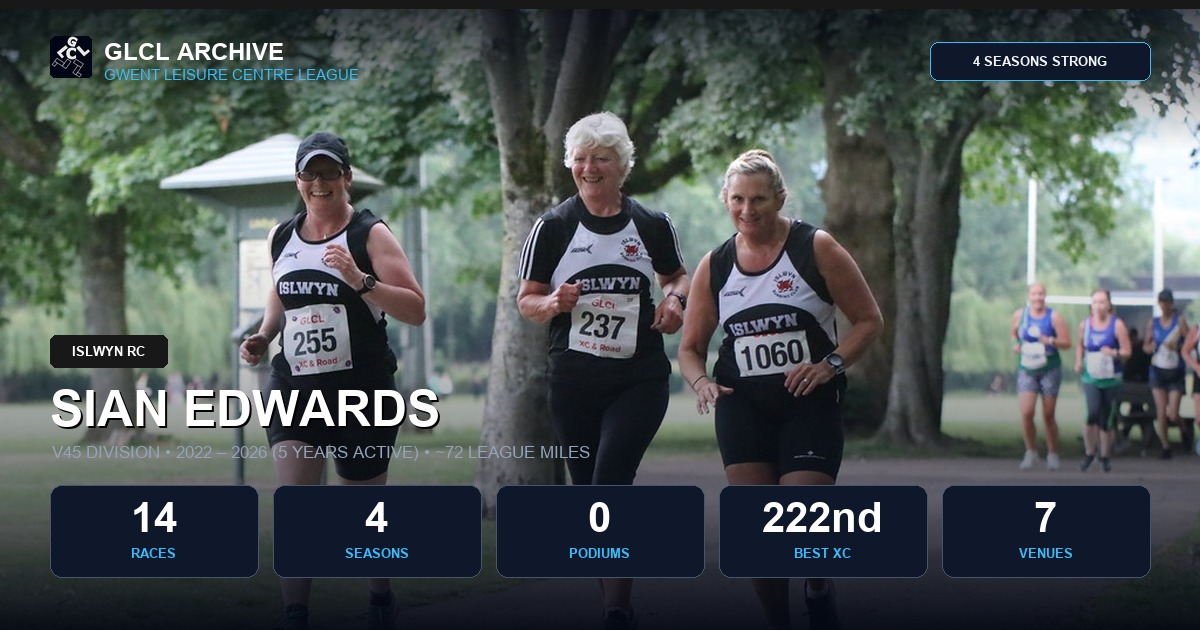 GLCL ARCHIVE
GWENT LEISURE CENTRE LEAGUE
4 SEASONS STRONG
ISLWYN
GLCL
255
XC & Road
ISLWYN
GLCL
237
XC & Road
ISLWYN
ISLWYN
1060
ISLWYN RC
SIAN EDWARDS
V45 DIVISION • 2022 – 2026 (5 YEARS ACTIVE) • ~72 LEAGUE MILES
14
RACES
4
SEASONS
0
PODIUMS
222nd
BEST XC
7
VENUES